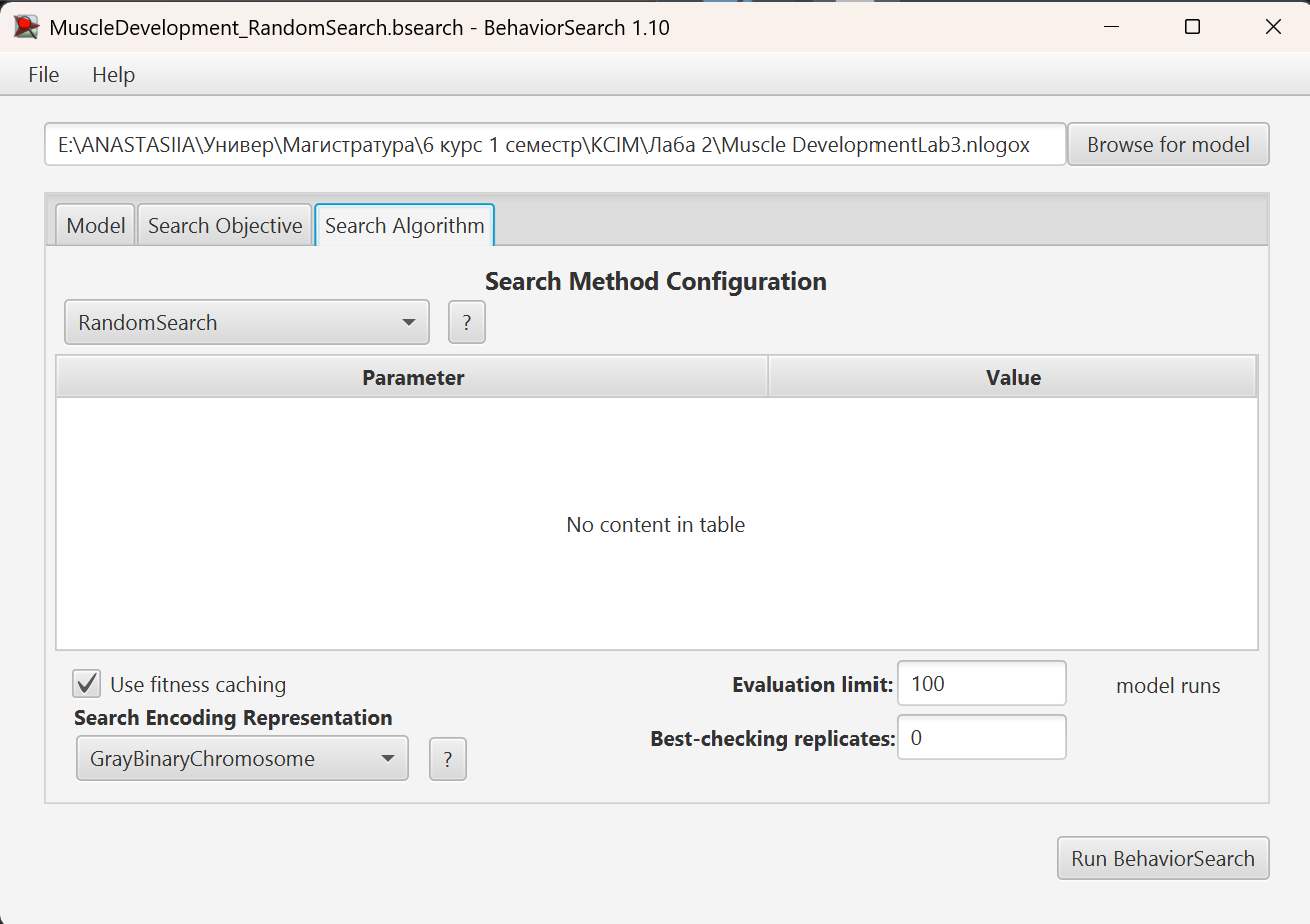 MuscleDevelopment_RandomSearch.bsearch - BehaviorSearch 1.10
File Help
E:\ANASTASIIA\Универ\Магистратура\6 курс 1 семестр\КСІМ\Лаба 2\Muscle DevelopmentLab3.nlogox Browse for model
Model Search Objective Search Algorithm
Search Method Configuration
RandomSearch ?
Parameter Value
No content in table
Use fitness caching Evaluation limit: 100 model runs
Search Encoding Representation
Best-checking replicates: 0
GrayBinaryChromosome ?
Run BehaviorSearch